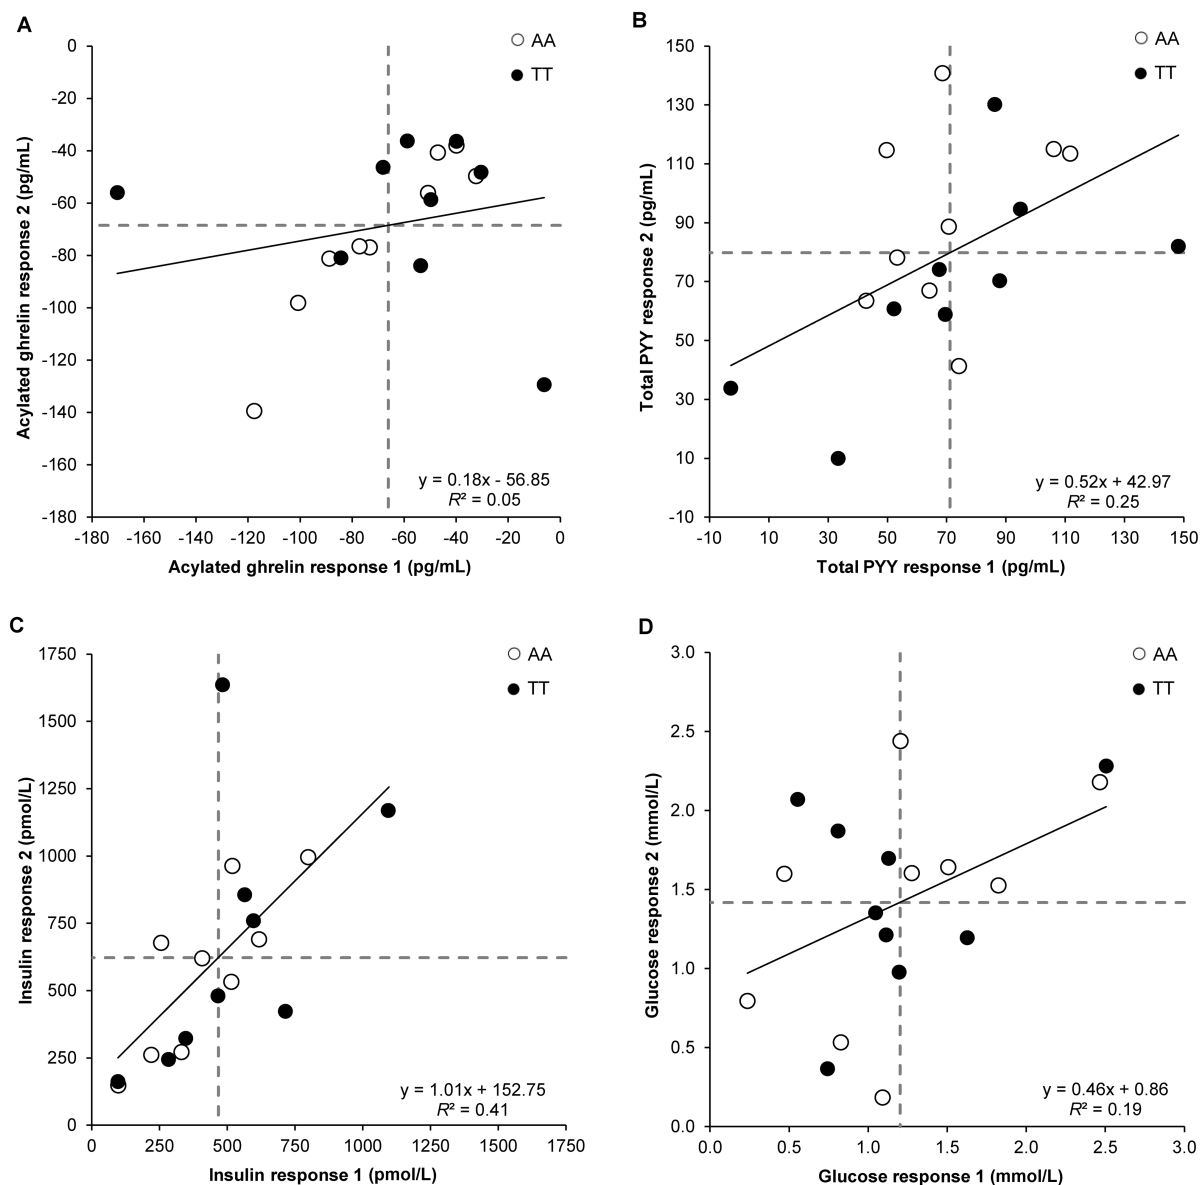 A
AA
TT
0
-20
-40
-60
-80
-100
-120
-140
-160
-180
Acylated ghrelin response 2 (pg/mL)
y = 0.18x - 56.85
R² = 0.05
-180 -160 -140 -120 -100 -80 -60 -40 -20 0
Acylated ghrelin response 1 (pg/mL)
B
AA
TT
150
130
110
90
70
50
30
10
-10
Total PYY response 2 (pg/mL)
y = 0.52x + 42.97
R² = 0.25
-10 10 30 50 70 90 110 130 150
Total PYY response 1 (pg/mL)
C
AA
TT
1750
1500
1250
1000
750
500
250
0
Insulin response 2 (pmol/L)
y = 1.01x + 152.75
R² = 0.41
0 250 500 750 1000 1250 1500 1750
Insulin response 1 (pmol/L)
D
AA
TT
3.0
2.5
2.0
1.5
1.0
0.5
0.0
Glucose response 2 (mmol/L)
y = 0.46x + 0.86
R² = 0.19
0.0 0.5 1.0 1.5 2.0 2.5 3.0
Glucose response 1 (mmol/L)